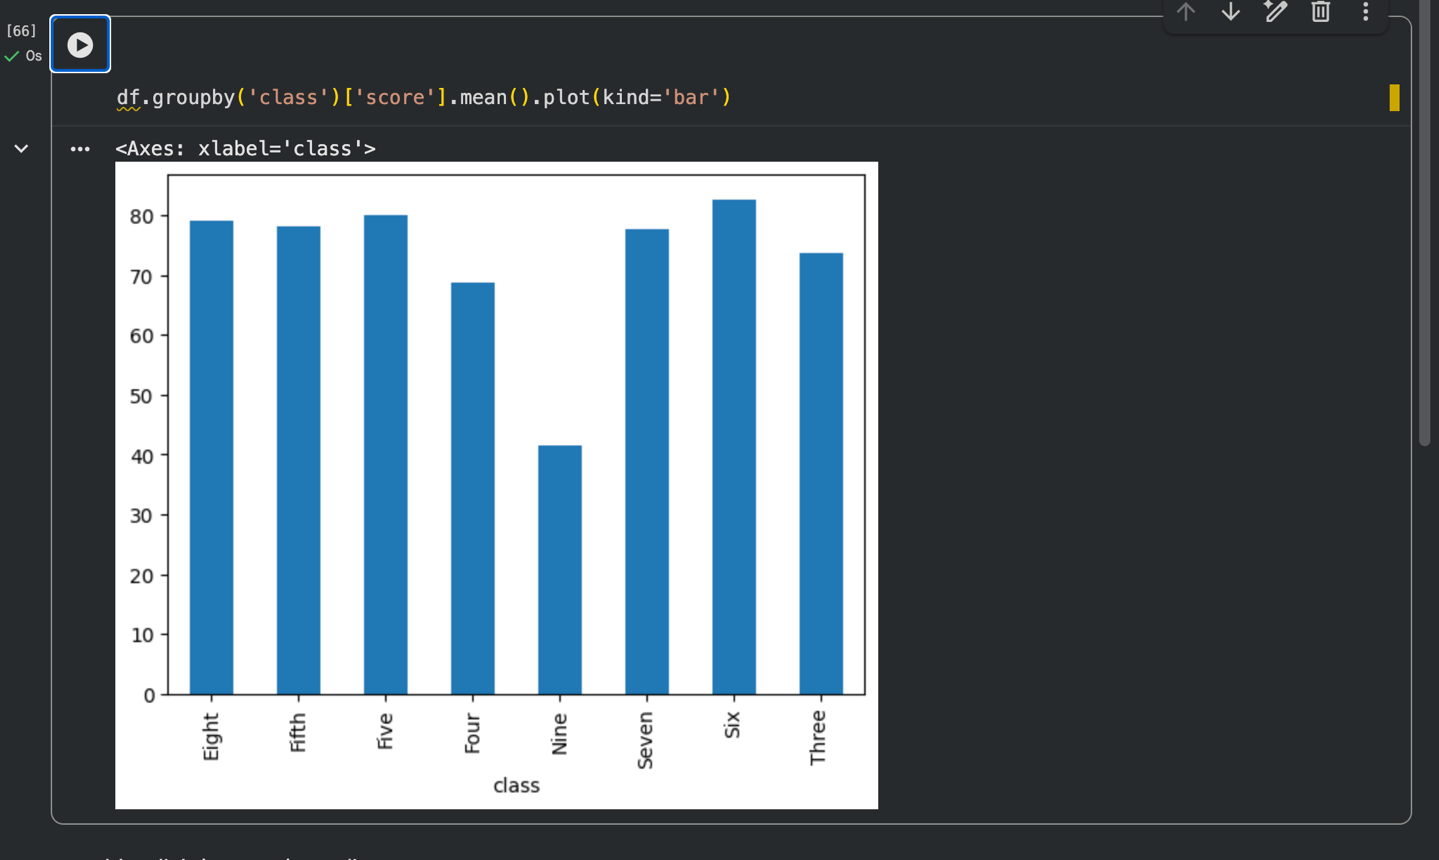 [66]
0s
df.groupby('class')['score'].mean().plot(kind='bar')
<Axes: xlabel='class'>
80
70
60
50
40
30
20
10
0
Eight
Fifth
Five
Four
Nine
Seven
Six
Three
class